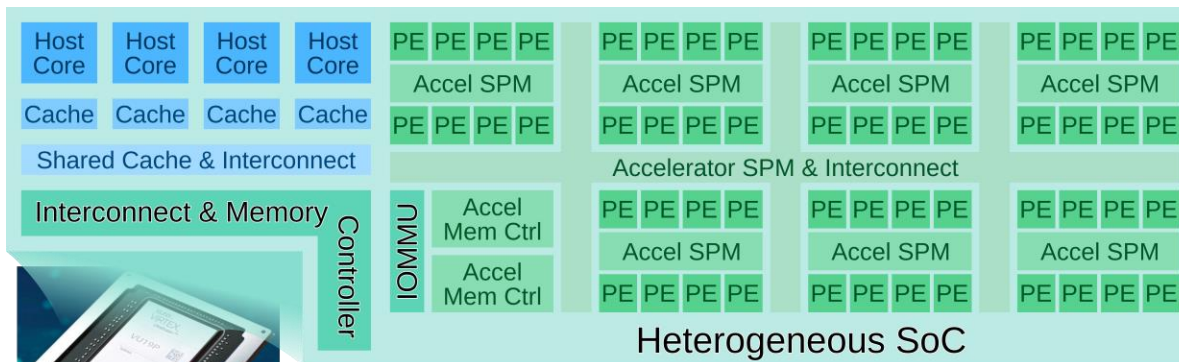 Host Core
Host Core
Host Core
Host Core
Cache
Cache
Cache
Cache
Shared Cache & Interconnect
Interconnect & Memory
Controller
PE PE PE PE
Accel SPM
PE PE PE PE
PE PE PE PE
Accel SPM
PE PE PE PE
PE PE PE PE
Accel SPM
PE PE PE PE
PE PE PE PE
Accel SPM
PE PE PE PE
Accelerator SPM & Interconnect
IOMMU
Accel
Mem Ctrl
Accel
Mem Ctrl
PE PE PE PE
Accel SPM
PE PE PE PE
PE PE PE PE
Accel SPM
PE PE PE PE
PE PE PE PE
Accel SPM
PE PE PE PE
Heterogeneous SoC
VIRTEX
VU19P